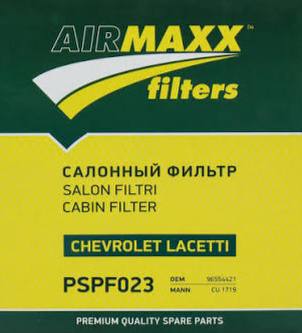 AIRMAXX™
filters
САЛОННЫЙ ФИЛЬТР
SALON FILTRI
CABIN FILTER
CHEVROLET LACETTI
PSPF023 OEM 96554421
MANN CU 1719
PREMIUM QUALITY SPARE PARTS